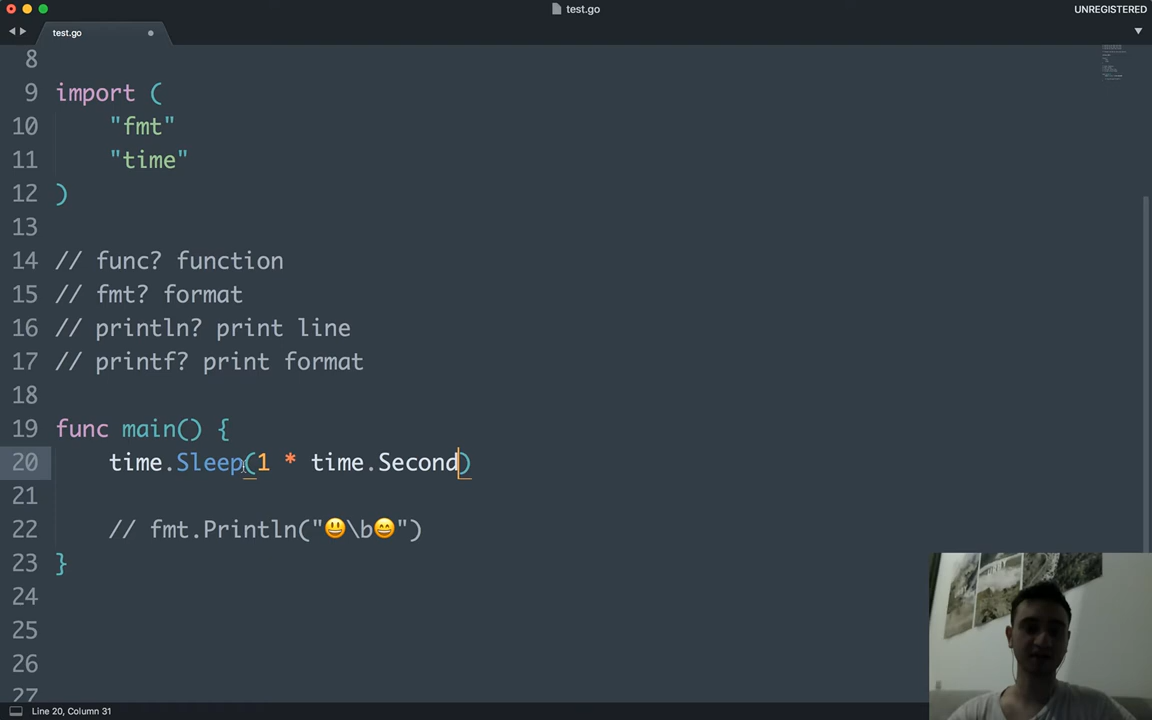 test.go
UNREGISTERED
test.go
8
9 import (
10 "fmt"
11 "time"
12 )
13
14 // func? function
15 // fmt? format
16 // println? print line
17 // printf? print format
18
19 func main() {
20 time.Sleep(1 * time.Second)
21
22 // fmt.Println("😃\b😄")
23 }
24
25
26
27
Line 20, Column 31